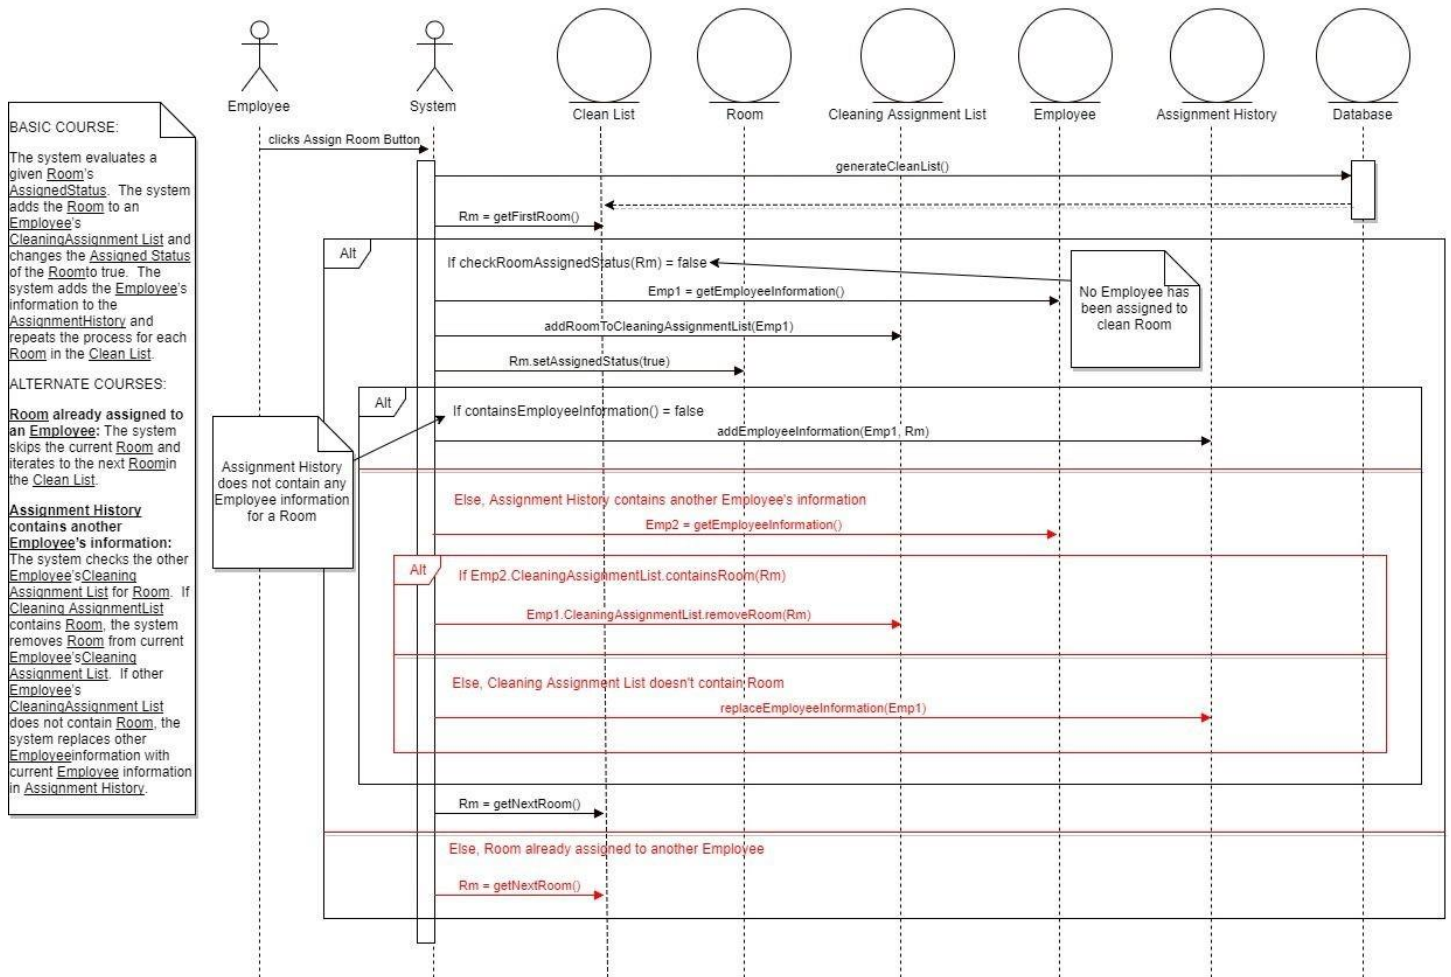 Employee
System
Clean List
Room
Cleaning Assignment List
Employee
Assignment History
Database
BASIC COURSE:
The system evaluates a
given Room's
AssignedStatus. The system
adds the Room to an
Employee's
CleaningAssignment List and
changes the Assigned Status
of the Roomto true. The
system adds the Employee's
information to the
AssignmentHistory and
repeats the process for each
Room in the Clean List.
ALTERNATE COURSES:
Room already assigned to
an Employee: The system
skips the current Room and
iterates to the next Roomin
the Clean List.
Assignment History
contains another
Employee's information:
The system checks the other
Employee'sCleaning
Assignment List for Room. If
Cleaning AssignmentList
contains Room, the system
removes Room from current
Employee'sCleaning
Assignment List. If other
Employee's
CleaningAssignment List
does not contain Room, the
system replaces other
Employeeinformation with
current Employee information
in Assignment History.
clicks Assign Room Button
generateCleanList()
Rm = getFirstRoom()
Alt
If checkRoomAssignedStatus(Rm) = false
No Employee has
been assigned to
clean Room
Emp1 = getEmployeeInformation()
addRoomToCleaningAssignmentList(Emp1)
Rm.setAssignedStatus(true)
Alt
If containsEmployeeInformation() = false
Assignment History
does not contain any
Employee information
for a Room
addEmployeeInformation(Emp1, Rm)
Else, Assignment History contains another Employee's information
Emp2 = getEmployeeInformation()
Alt
If Emp2.CleaningAssignmentList.containsRoom(Rm)
Emp1.CleaningAssignmentList.removeRoom(Rm)
Else, Cleaning Assignment List doesn't contain Room
replaceEmployeeInformation(Emp1)
Rm = getNextRoom()
Else, Room already assigned to another Employee
Rm = getNextRoom()